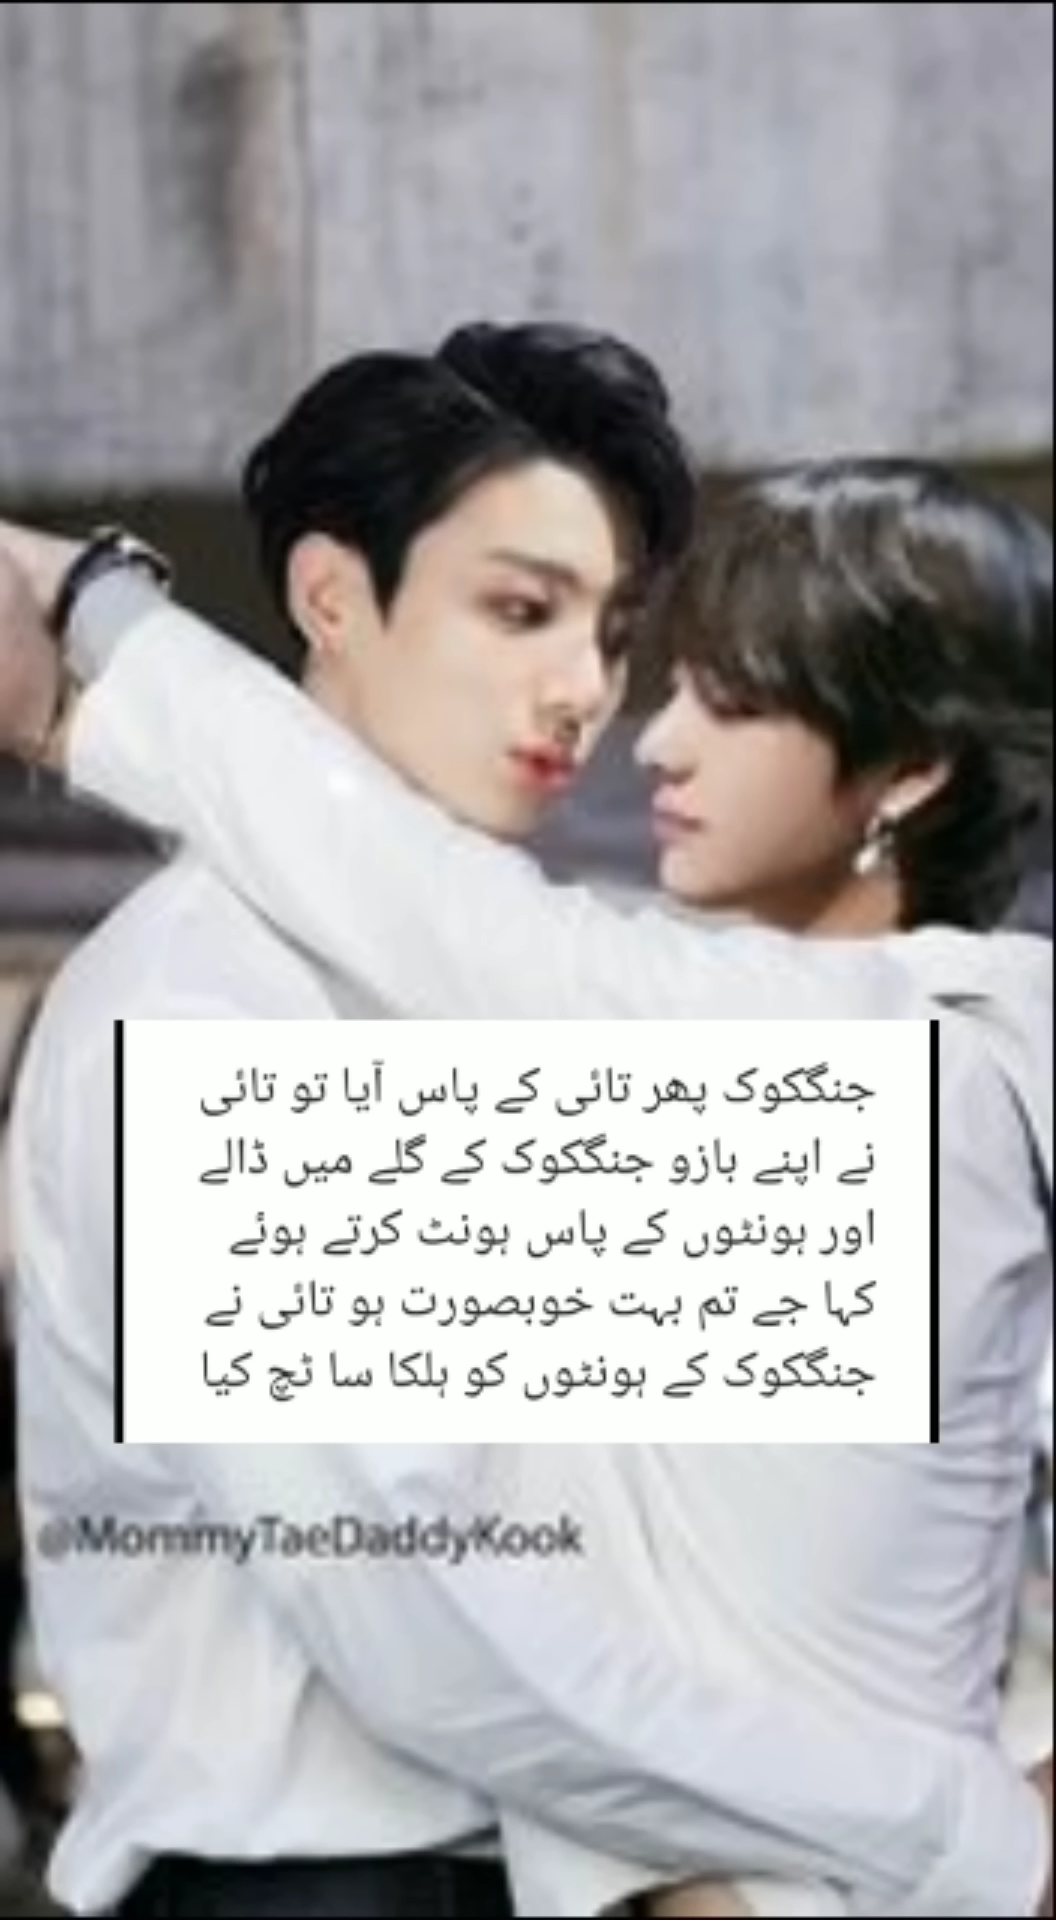 جنگکوک پھر تائی کے پاس آیا تو تائی
نے اپنے بازو جنگکوک کے گلے میں ڈالے
اور ہونٹوں کے پاس ہونٹ کرتے ہوئے
کہا جے تم بہت خوبصورت ہو تائی نے
جنگکوک کے ہونٹوں کو ہلکا سا ٹچ کیا
@MommyTaeDaddyKook